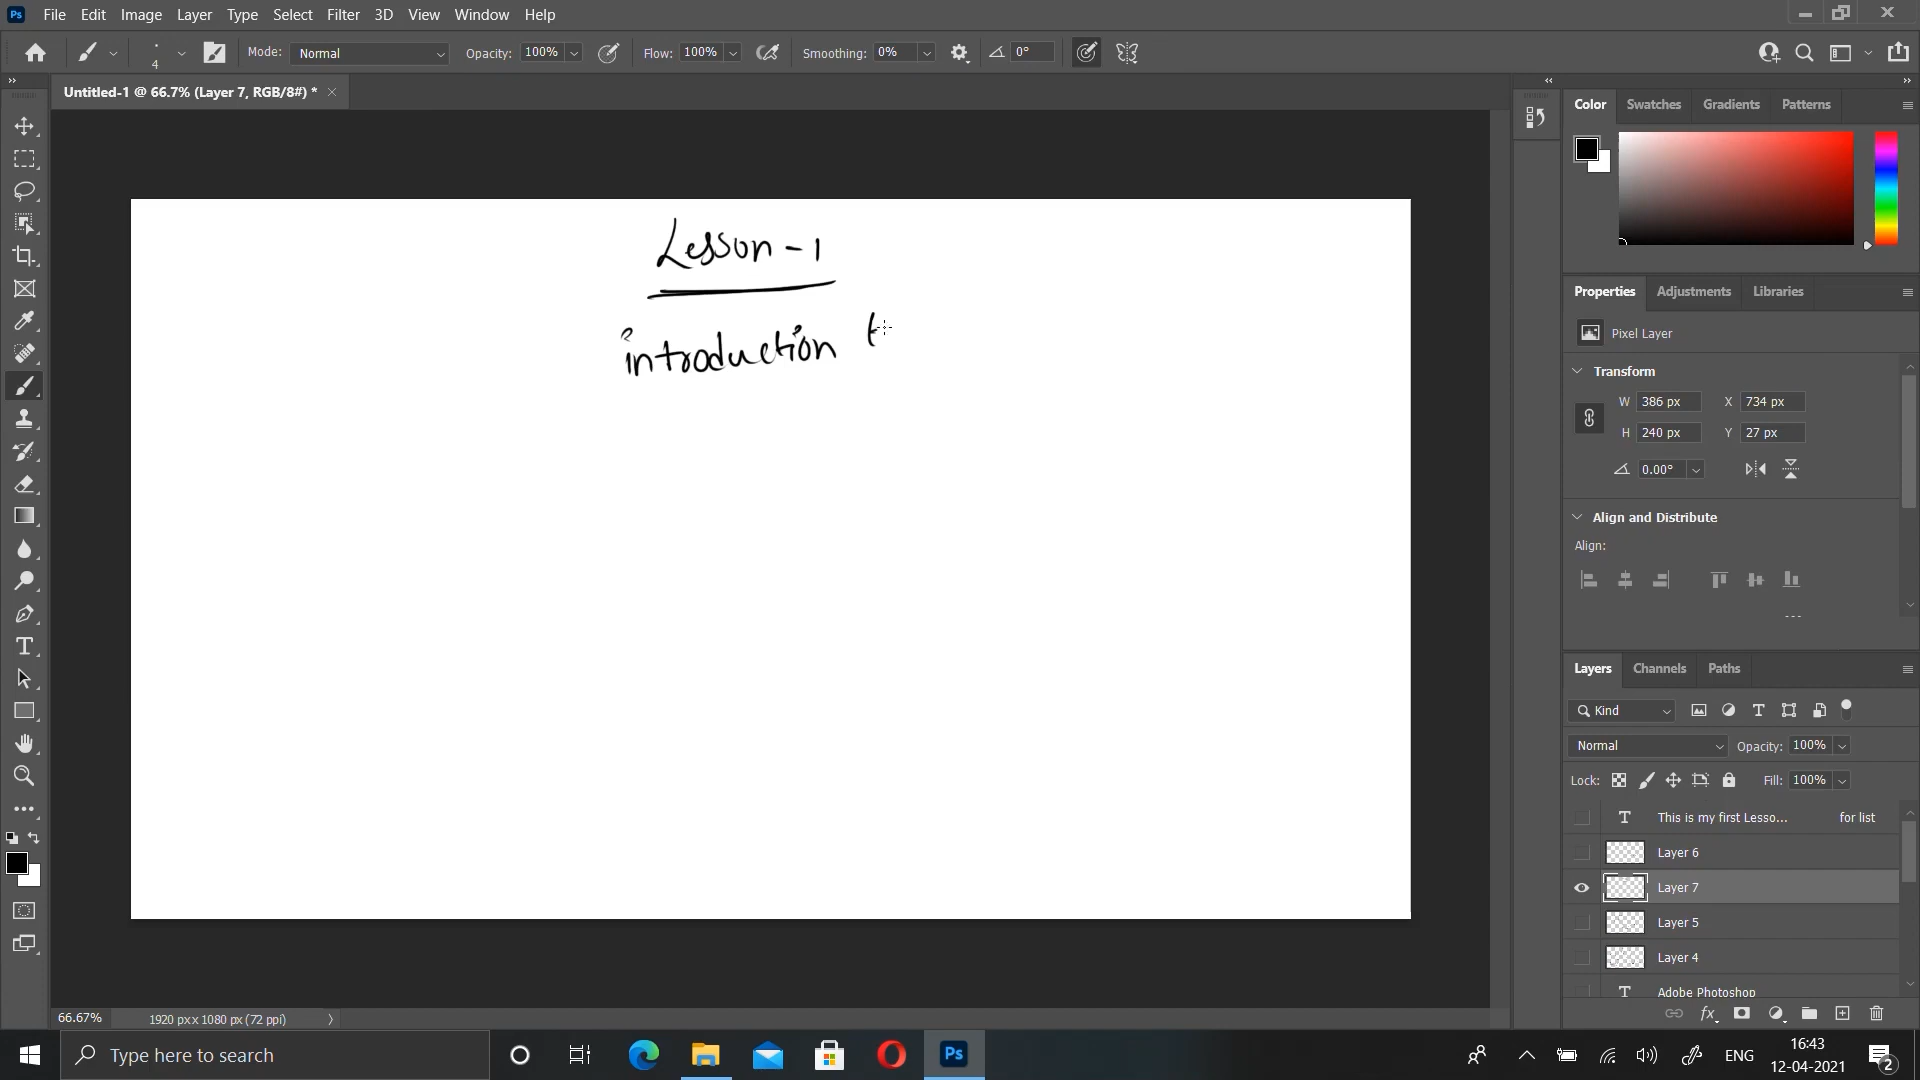 Ps File Edit Image Layer Type Select Filter 3D View Window Help
4 Mode: Normal Opacity: 100% Flow: 100% Smoothing: 0% 0°
Untitled-1 @ 66.7% (Layer 7, RGB/8#) *
Color Swatches Gradients Patterns
Lesson - 1
introduction t
Properties Adjustments Libraries
Pixel Layer
Transform
W 386 px X 734 px
H 240 px Y 27 px
0.00°
Align and Distribute
Align:
Layers Channels Paths
Kind
Normal Opacity: 100%
Lock: Fill: 100%
T This is my first Lesso... for list
Layer 6
Layer 7
Layer 5
Layer 4
T Adobe Photoshop
fx
66.67% 1920 px x 1080 px (72 ppi)
Type here to search Ps ENG 16:43
12-04-2021 2